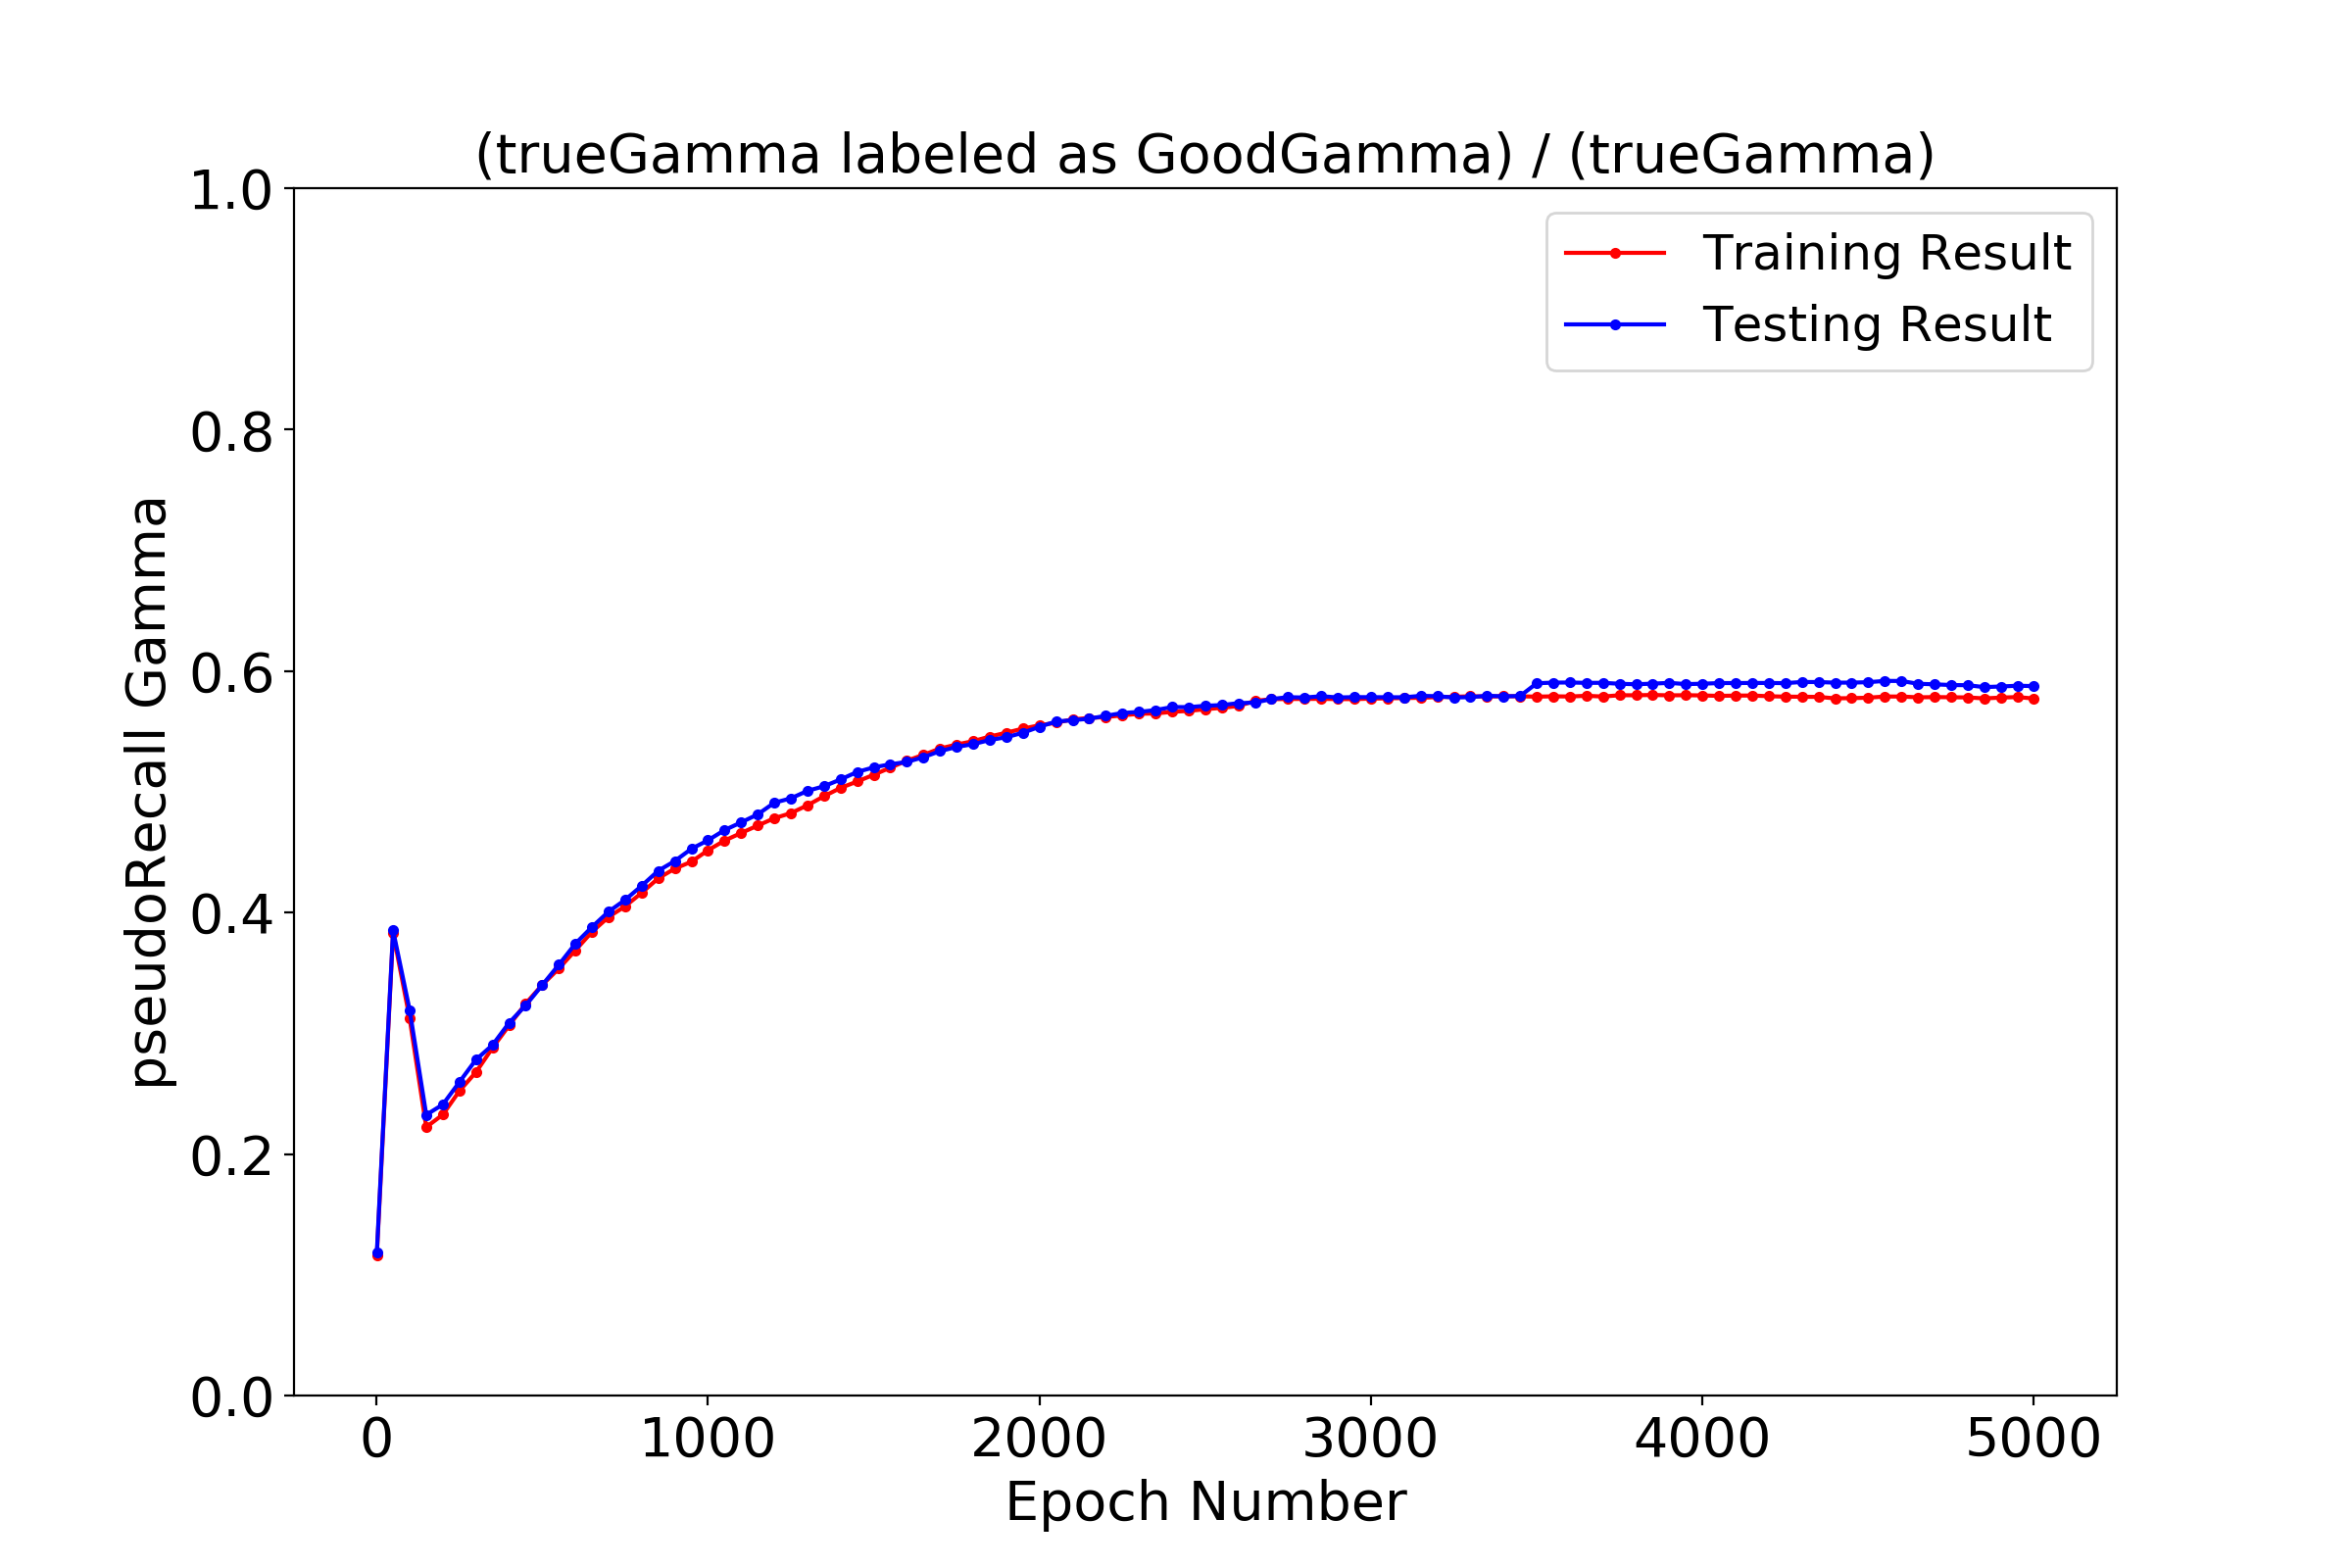 (trueGamma labeled as GoodGamma) / (trueGamma)
Training Result
Testing Result
pseudoRecall Gamma
1.0
0.8
0.6
0.4
0.2
0.0
0 1000 2000 3000 4000 5000
Epoch Number